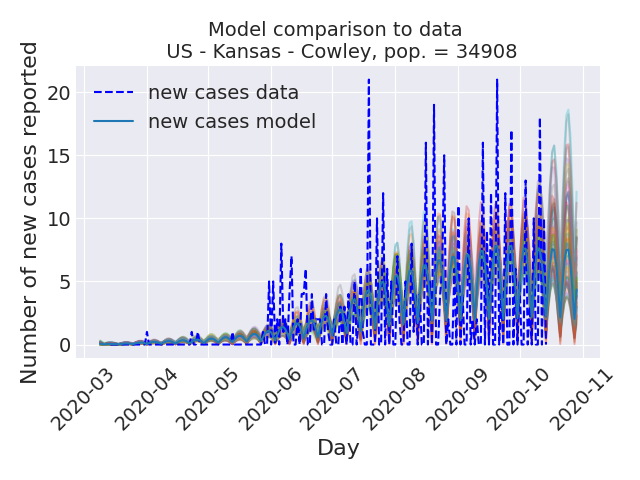 Model comparison to data
US - Kansas - Cowley, pop. = 34908
Number of new cases reported
20
15
10
5
0
new cases data
new cases model
2020-03
2020-04
2020-05
2020-06
2020-07
2020-08
2020-09
2020-10
2020-11
Day